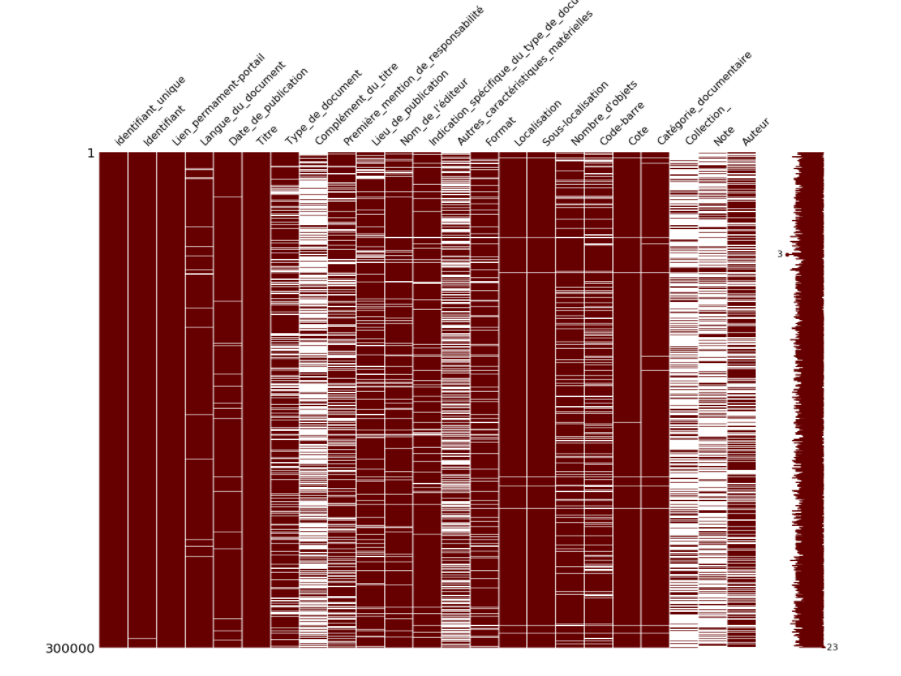 identifiant_unique
Identifiant
Lien_permament-portail
Langue_du_document
Date_de_publication
Titre
Type_de_document
Complément_du_titre
Première_mention_de_responsabilité
Lieu_de_publication
Nom_de_l'éditeur
Indication_spécifique_du_type_de_docu
Autres_caractéristiques_matérielles
Format
Localisation
Sous-localisation
Nombre_d'objets
Code-barre
Cote
Catégorie_documentaire
Collection_
Note
Auteur
1
3
300000
23